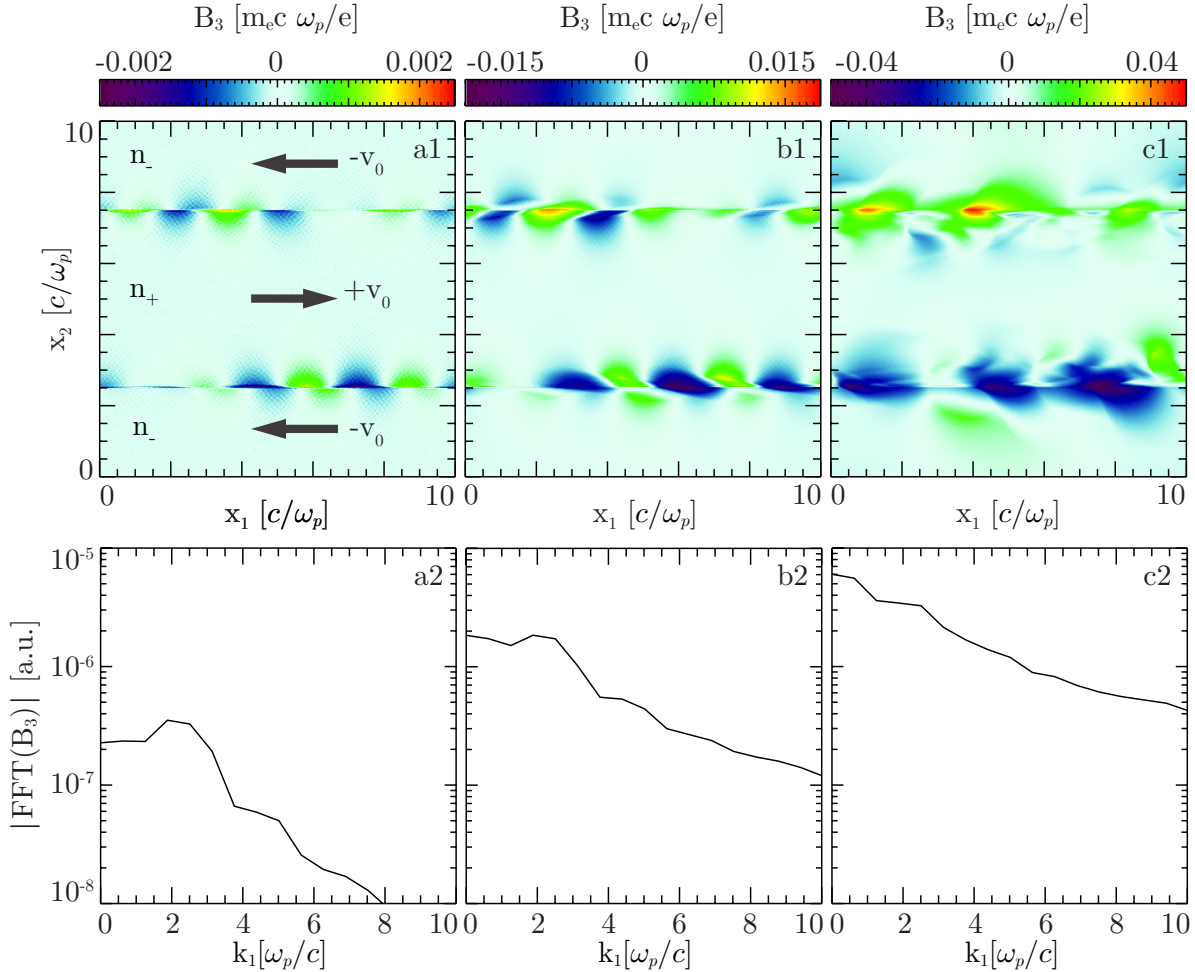 B₃ [mₑc ωₚ/e] B₃ [mₑc ωₚ/e] B₃ [mₑc ωₚ/e]
-0.002 0 0.002 -0.015 0 0.015 -0.04 0 0.04
10 n₋ -v₀ a1 b1 c1
n₊ +v₀
x₂ [c/ωₚ]
n₋ -v₀
0
0 10 0 10 0 10
x₁ [c/ωₚ] x₁ [c/ωₚ] x₁ [c/ωₚ]
10⁻⁵ a2 b2 c2
10⁻⁶
|FFT(B₃)| [a.u.]
10⁻⁷
10⁻⁸
0 2 4 6 8 10 0 2 4 6 8 10 0 2 4 6 8 10
k₁[ωₚ/c] k₁[ωₚ/c] k₁[ωₚ/c]